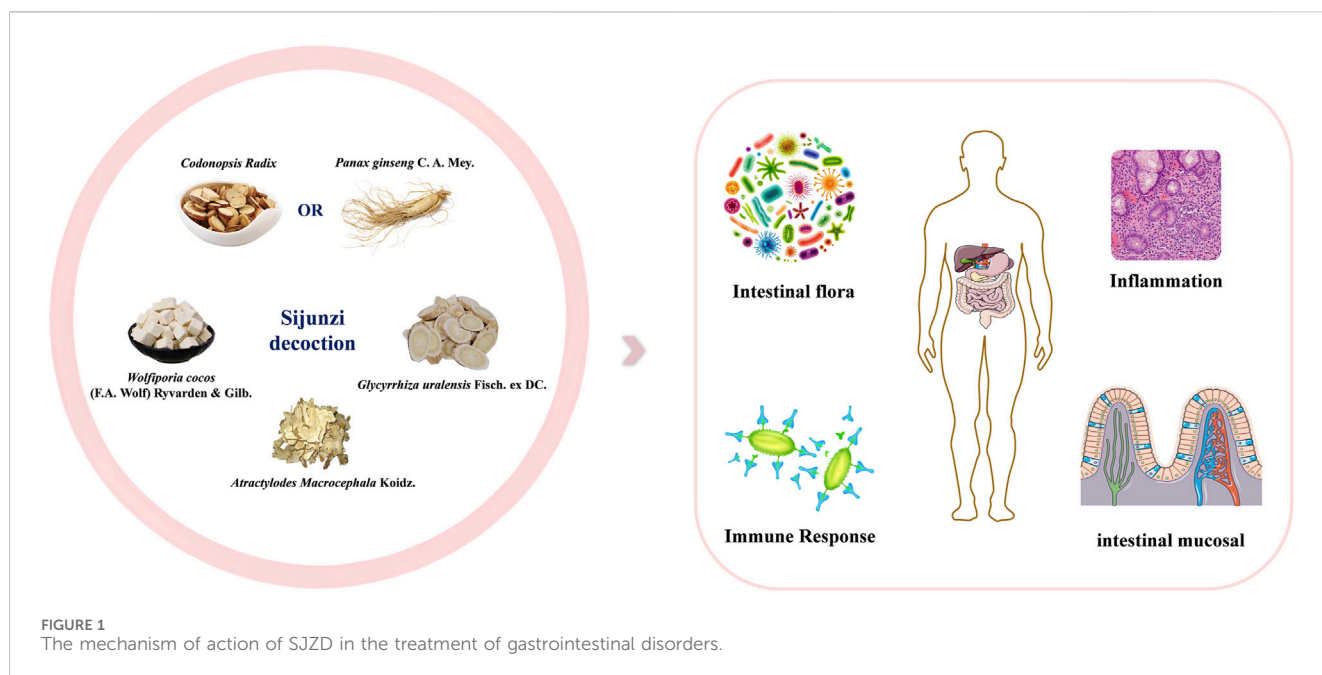 Codonopsis Radix
OR
Panax ginseng C. A. Mey.
Sijunzi
decoction
Wolfiporia cocos
(F.A. Wolf) Ryvarden & Gilb.
Glycyrrhiza uralensis Fisch. ex DC.
Atractylodes Macrocephala Koidz.
Intestinal flora
Inflammation
Immune Response
intestinal mucosal
FIGURE 1
The mechanism of action of SJZD in the treatment of gastrointestinal disorders.